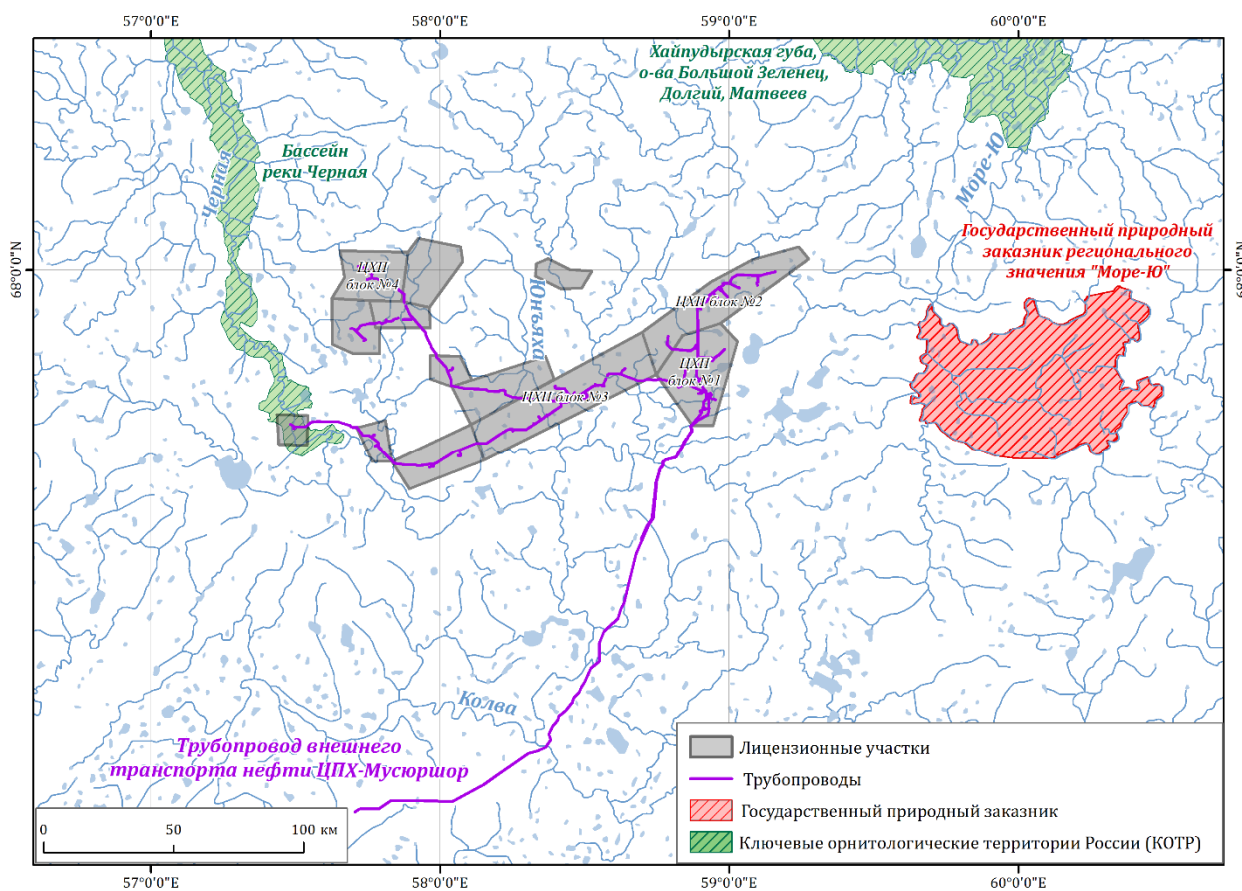 57°0'0"E
58°0'0"E
59°0'0"E
60°0'0"E
Хайпудырская губа,
о-ва Большой Зеленец,
Долгий, Матвеев
Бассейн
реки Черная
Черная
Море-Ю
Государственный природный
заказник регионального
значения "Море-Ю"
68°0'0"N
68°0'0"N
ЦХП
блок №4
Юнъяха
ЦХП блок №2
ЦХП
блок №1
ЦХП блок №3
Колва
Трубопровод внешнего
транспорта нефти ЦПХ-Мусюршор
0 50 100 км
Лицензионные участки
Трубопроводы
Государственный природный заказник
Ключевые орнитологические территории России (КОТР)
57°0'0"E
58°0'0"E
59°0'0"E
60°0'0"E